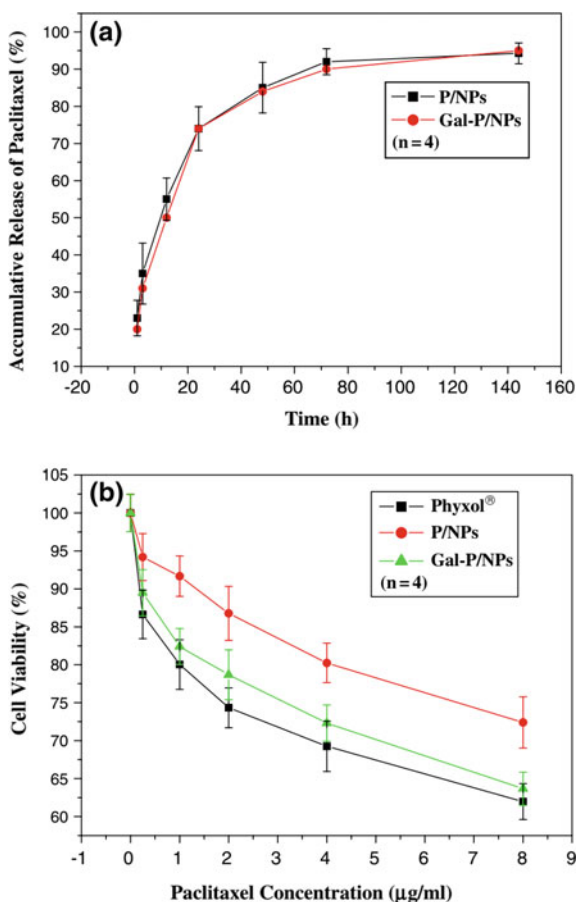 (a)
Accumulative Release of Paclitaxel (%)
100
90
80
70
60
50
40
30
20
10
P/NPs
Gal-P/NPs
(n = 4)
-20 0 20 40 60 80 100 120 140 160
Time (h)
(b)
Cell Viability (%)
105
100
95
90
85
80
75
70
65
60
Phyxol®
P/NPs
Gal-P/NPs
(n = 4)
-1 0 1 2 3 4 5 6 7 8 9
Paclitaxel Concentration (μg/ml)